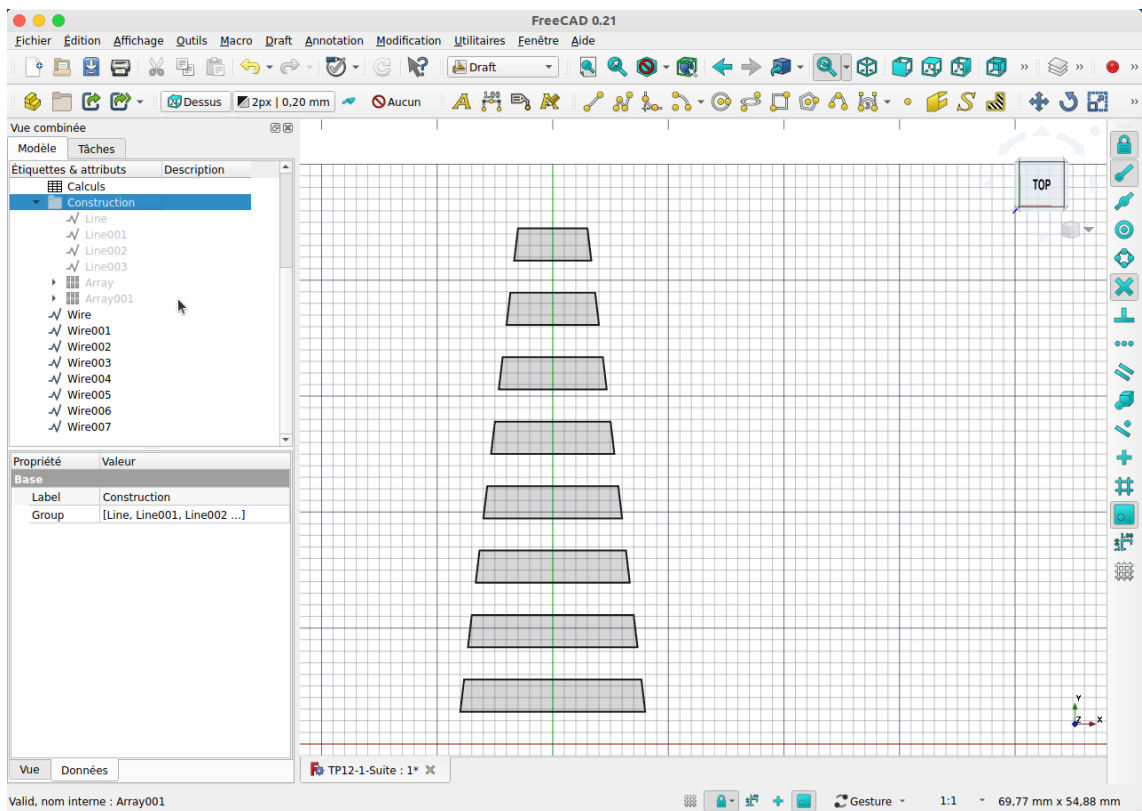 FreeCAD 0.21
Fichier Édition Affichage Outils Macro Draft Annotation Modification Utilitaires Fenêtre Aide
Draft
Dessus 2px | 0,20 mm Aucun
Vue combinée
Modèle Tâches
Étiquettes & attributs Description
Calculs
Construction
Line
Line001
Line002
Line003
Array
Array001
Wire
Wire001
Wire002
Wire003
Wire004
Wire005
Wire006
Wire007
TOP
Propriété Valeur
Base
Label Construction
Group [Line, Line001, Line002 ...]
Y
Z X
Vue Données
TP12-1-Suite : 1*
Valid, nom interne : Array001 Gesture 1:1 69,77 mm x 54,88 mm